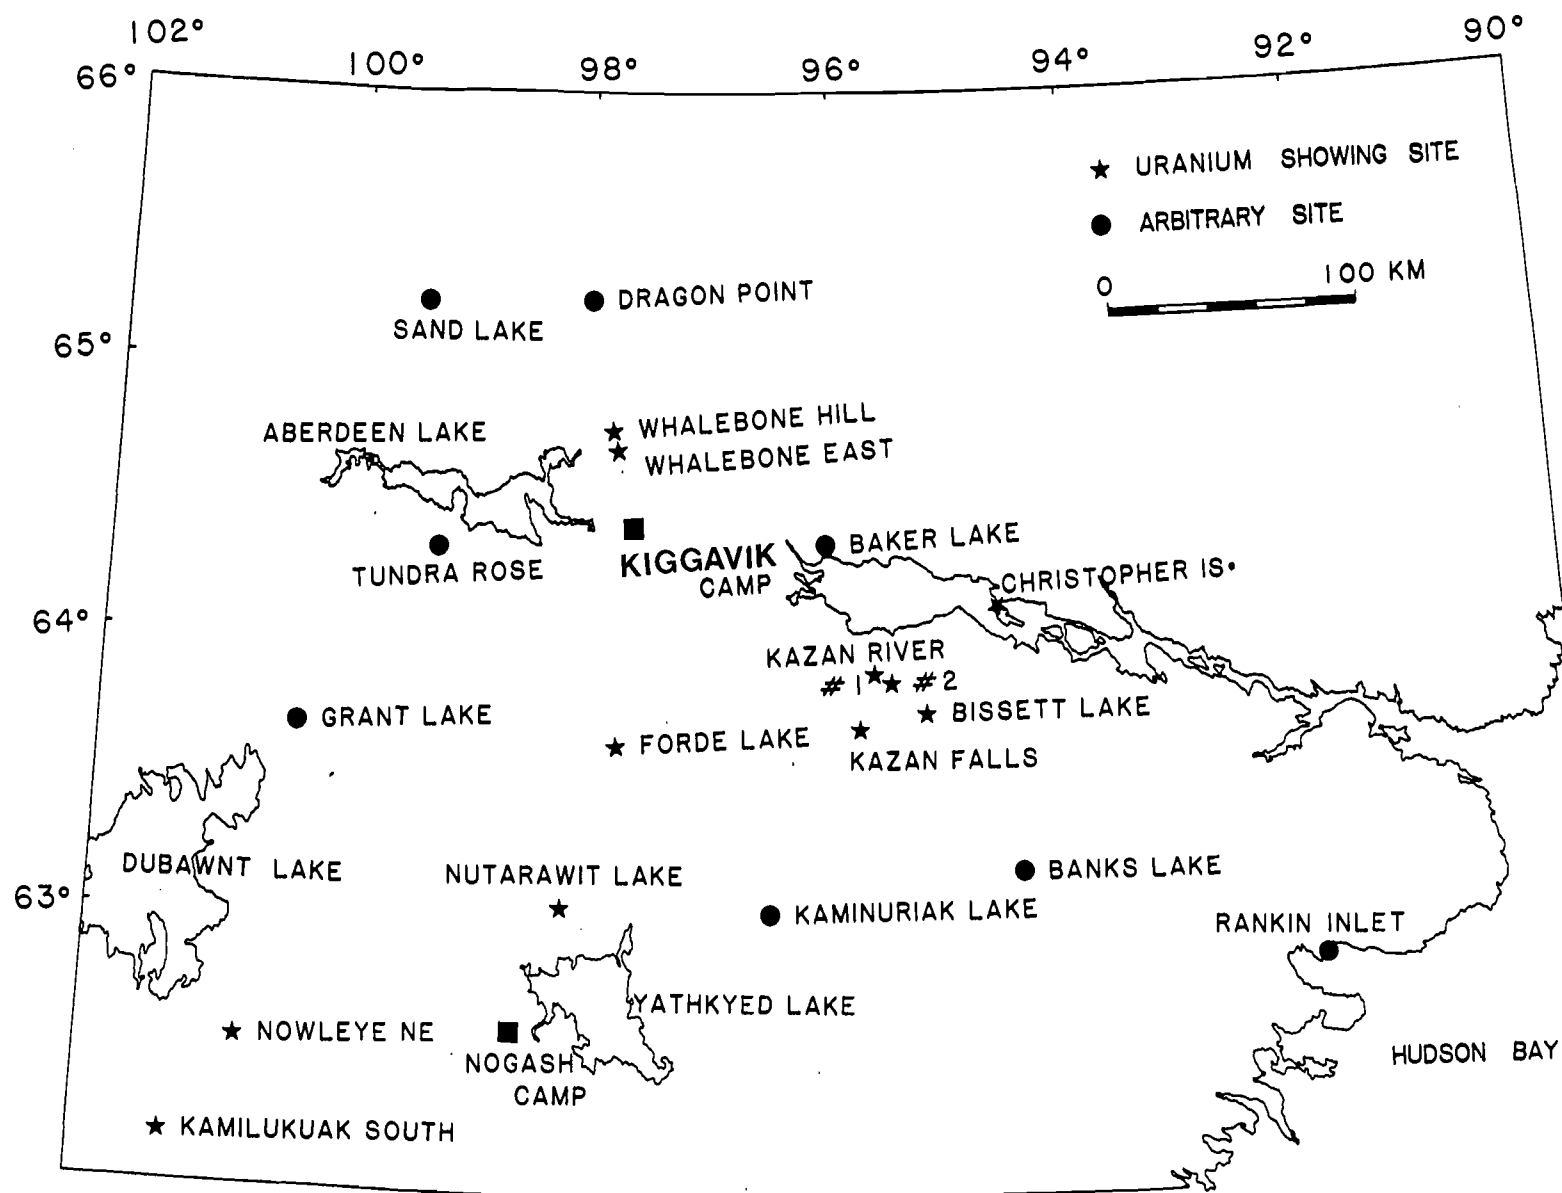 102°
90°
66°
100°
98°
96°
94°
92°
★ URANIUM SHOWING SITE
● ARBITRARY SITE
0
100 KM
DRAGON POINT
SAND LAKE
65°
ABERDEEN LAKE
WHALEBONE HILL
WHALEBONE EAST
BAKER LAKE
TUNDRA ROSE
KIGGAVIK
CAMP
CHRISTOPHER IS.
64°
KAZAN RIVER
#1
#2
GRANT LAKE
BISSETT LAKE
FORDE LAKE
KAZAN FALLS
DUBAWNT LAKE
NUTARAWIT LAKE
BANKS LAKE
63°
KAMINURIAK LAKE
RANKIN INLET
YATHKYED LAKE
NOWLEYE NE
NOGASH
CAMP
HUDSON BAY
KAMILUKUAK SOUTH